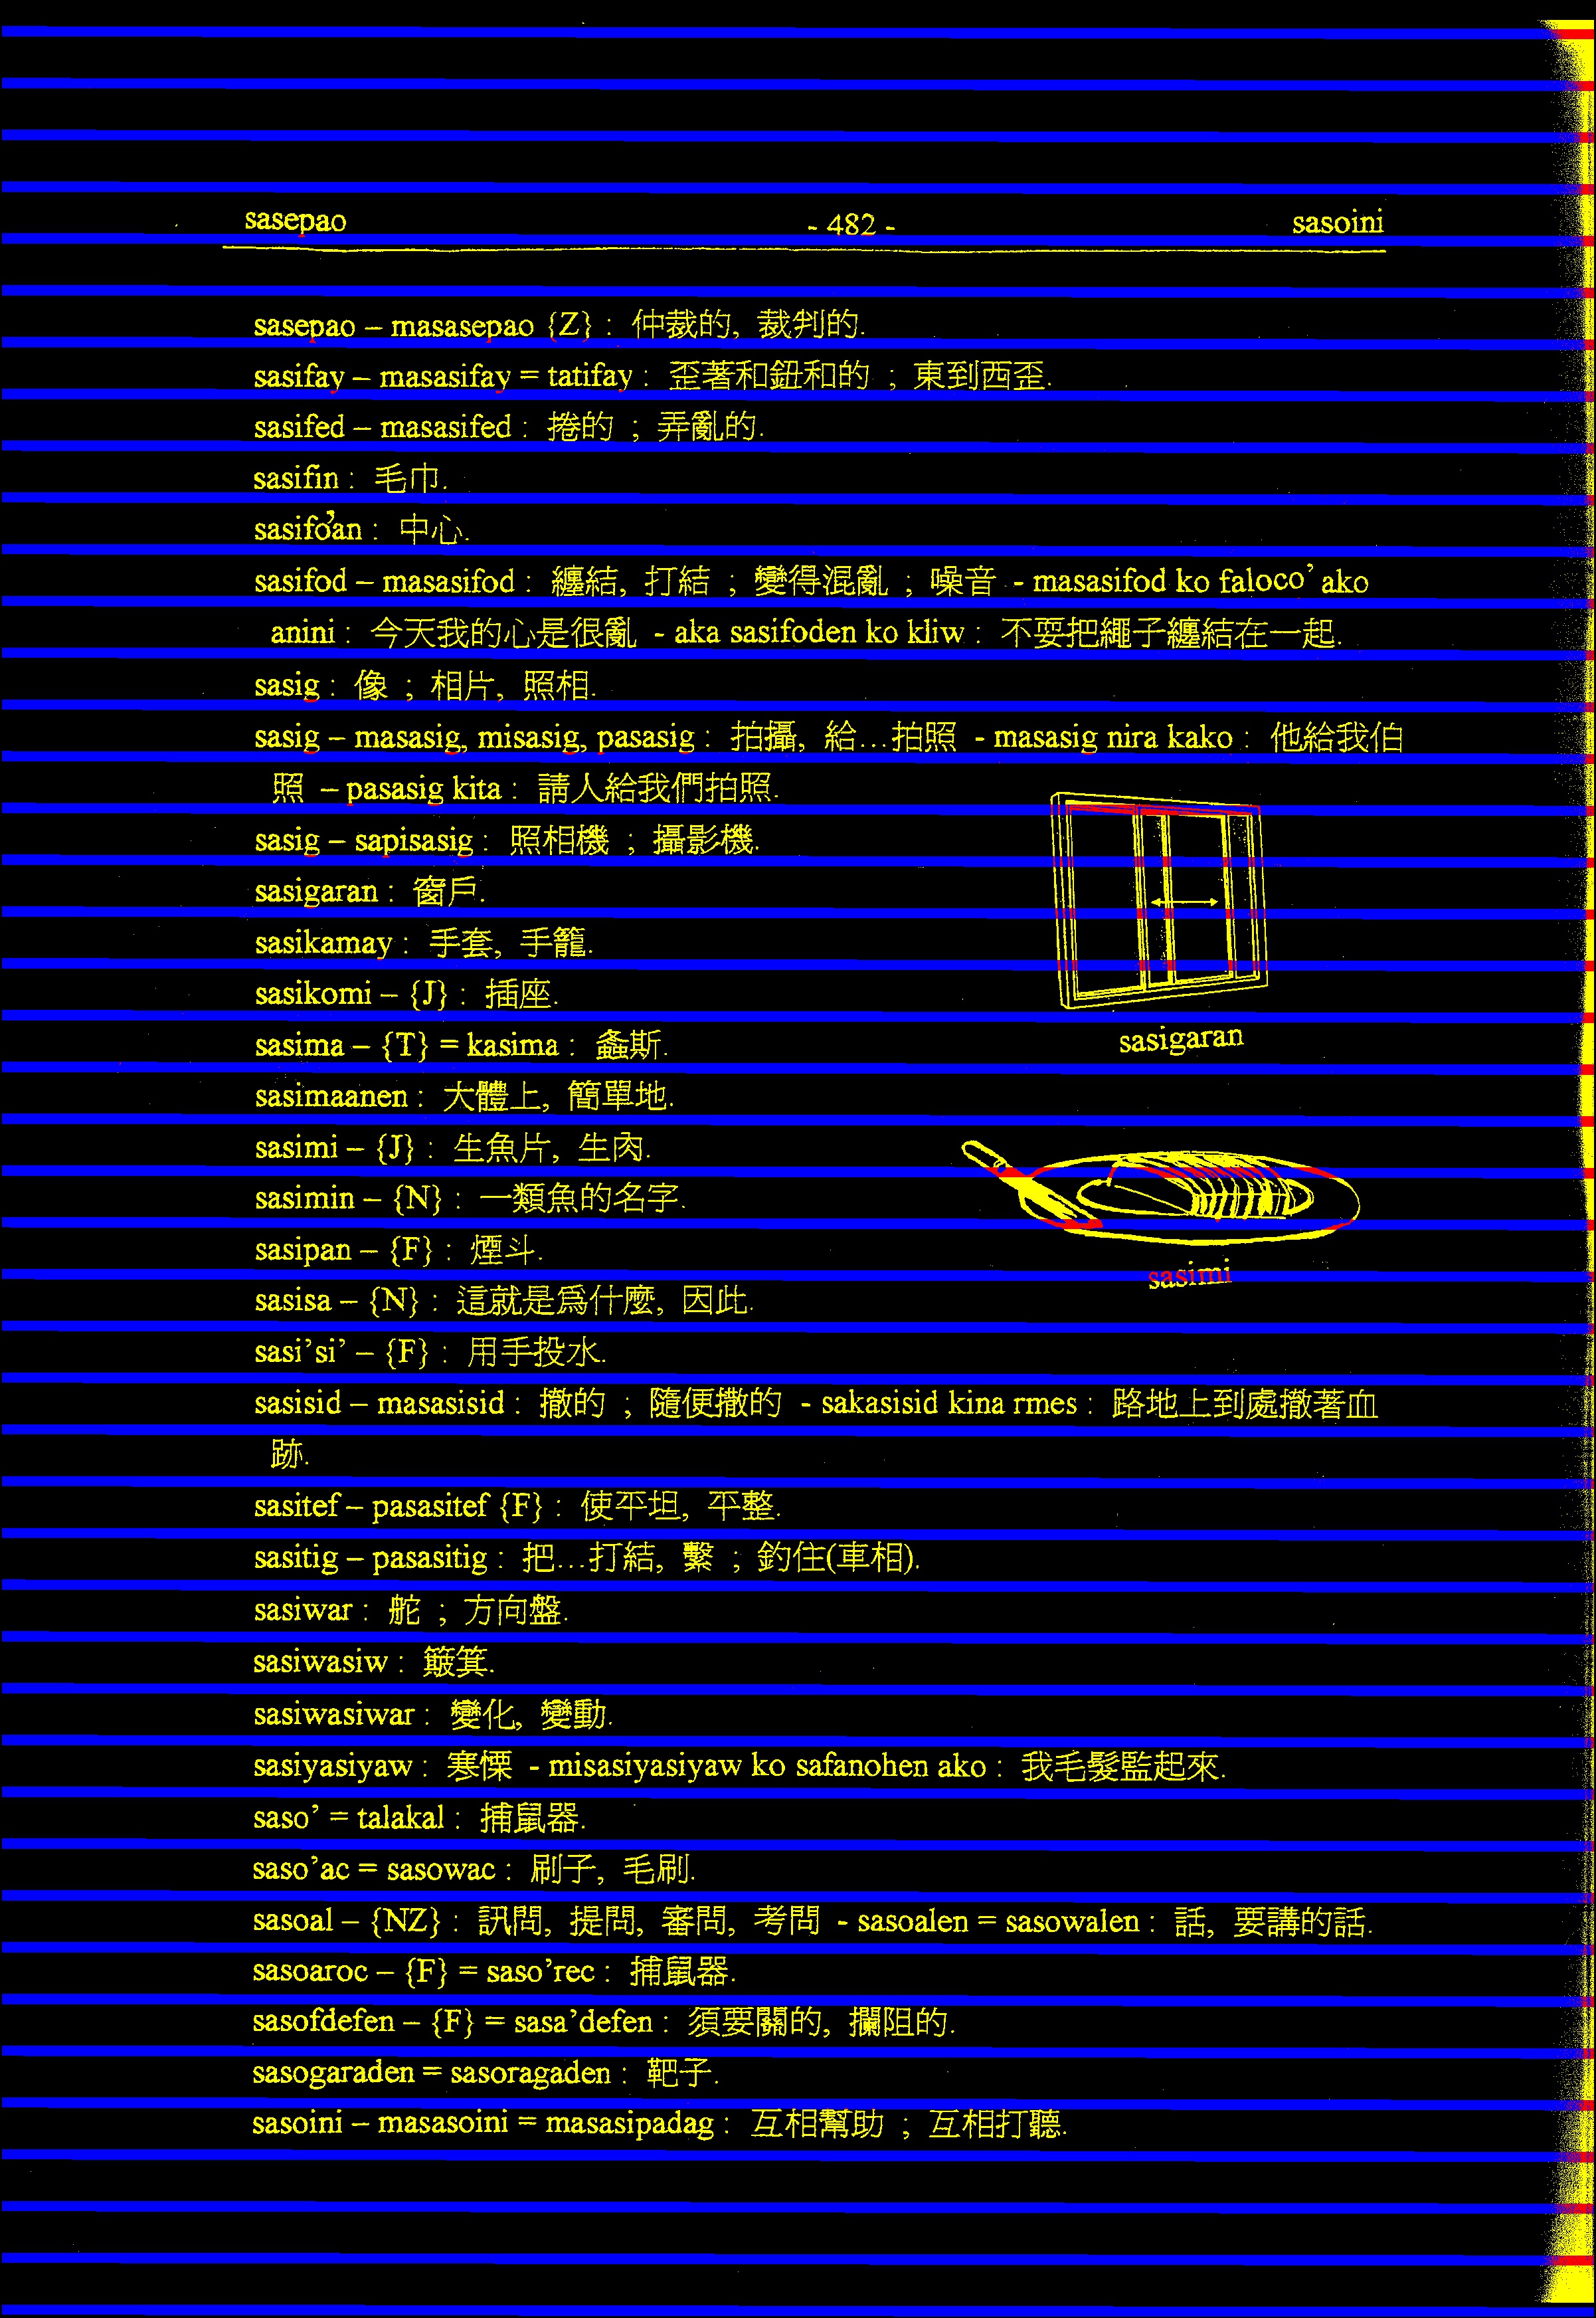 sasepao - 482 - sasoini
sasepao – masasepao {Z} : 仲裁的, 裁判的.
sasifay – masasifay = tatifay : 歪著和鈕和的 ; 東到西歪.
sasifed – masasifed : 捲的 ; 弄亂的.
sasifin : 毛巾.
sasifo'an : 中心.
sasifod – masasifod : 纏結, 打結 ; 變得混亂 ; 噪音 - masasifod ko faloco' ako
anini : 今天我的心是很亂 - aka sasifoden ko kliw : 不耍把繩子纏結在一起.
sasig : 像 ; 相片, 照相.
sasig – masasig, misasig, pasasig : 拍攝, 給...拍照 - masasig nira kako : 他給我伯
照 – pasasig kita : 請人給我們拍照.
sasig – sapisasig : 照相機 ; 攝影機.
sasigaran : 窗戶.
sasikamay : 手套, 手籠.
sasikomi – {J} : 插座.
sasigaran
sasima – {T} = kasima : 螽斯.
sasimaanen : 大體上, 簡單地.
sasimi – {J} : 生魚片, 生肉.
sasimin – {N} : 一類魚的名字.
sasipan – {F} : 煙斗.
sasimi
sasisa – {N} : 這就是爲什麼, 因此.
sasi'si' – {F} : 用手投水.
sasisid – masasisid : 撤的 ; 隨便撒的 - sakasisid kina rmes : 路地上到處撤著血
跡.
sasitef – pasasitef {F} : 使平坦, 平整.
sasitig – pasasitig : 把...打結, 繫 ; 釣住(車相).
sasiwar : 舵 ; 方向盤.
sasiwasiw : 簸箕.
sasiwasiwar : 變化, 變動.
sasiyasiyaw : 寒慄 - misasiyasiyaw ko safanohen ako : 我毛髮監起來.
saso' = talakal : 捕鼠器.
saso'ac = sasowac : 刷子, 毛刷.
sasoal – {NZ} : 訊問, 提問, 審問, 考問 - sasoalen = sasowalen : 話, 要講的話.
sasoaroc – {F} = saso'rec : 捕鼠器.
sasofdefen – {F} = sasa'defen : 須要關的, 攔阻的.
sasogaraden = sasoragaden : 靶子.
sasoini – masasoini = masasipadag : 互相幫助 ; 互相打聽.